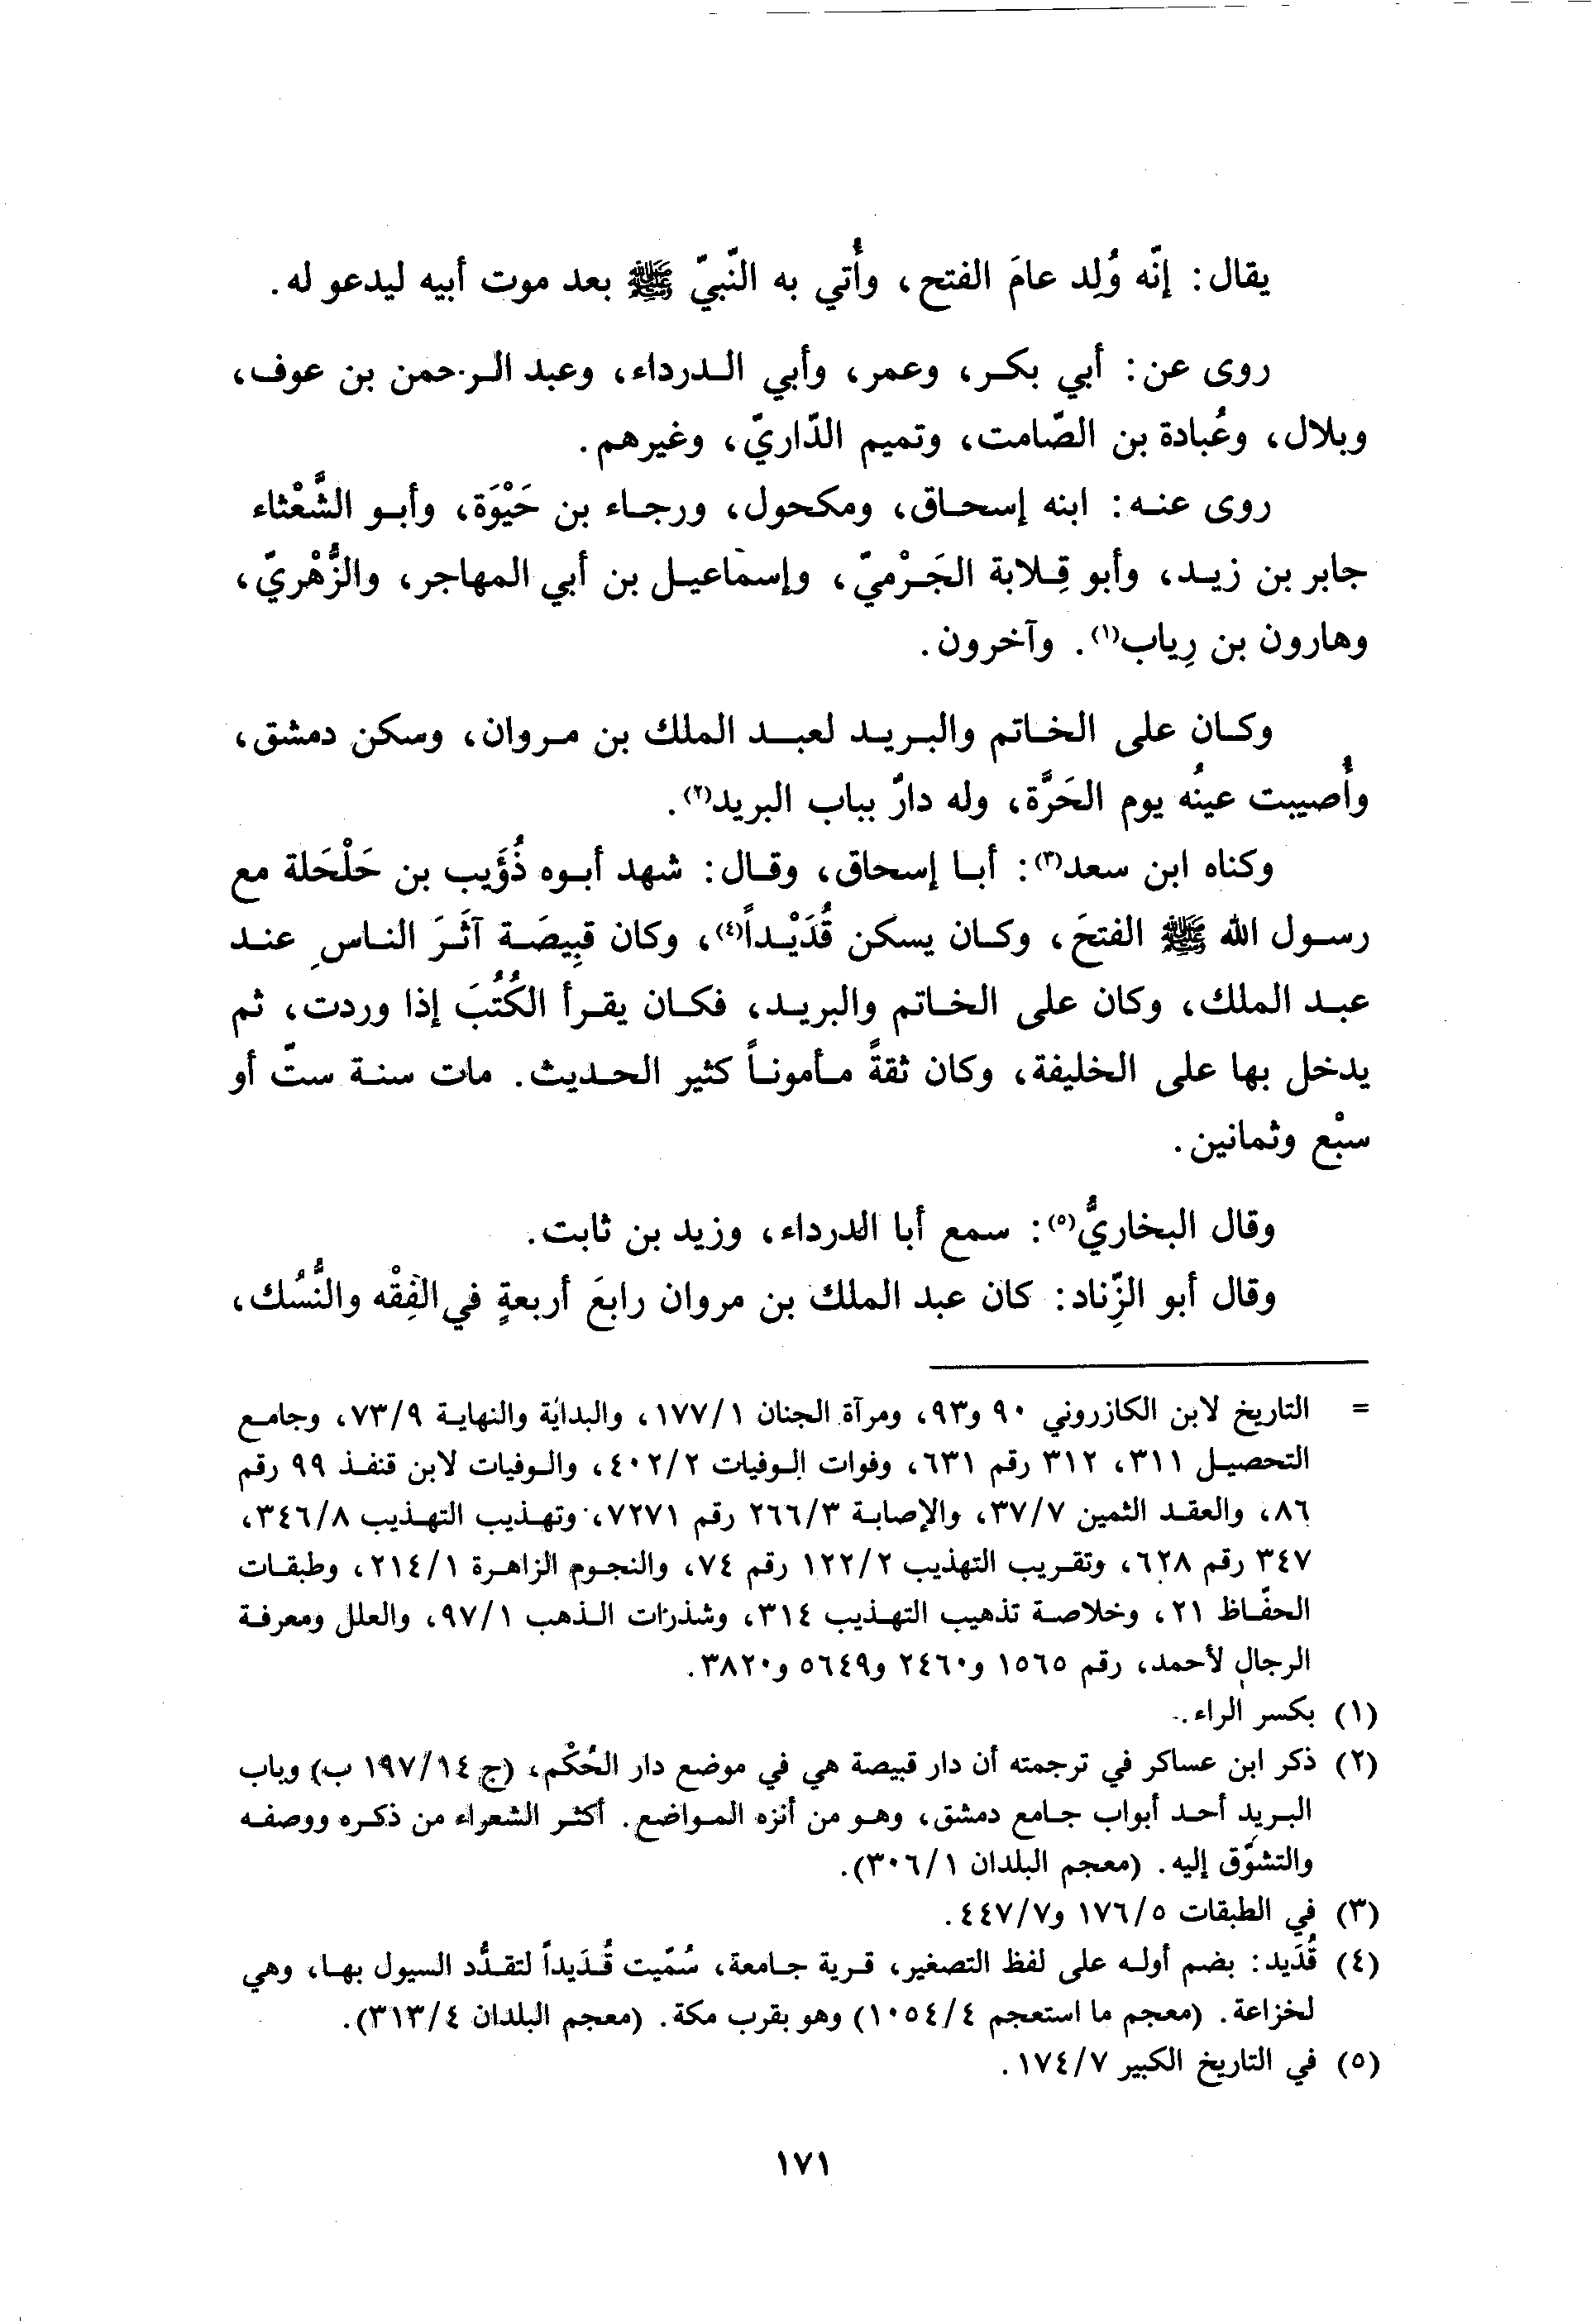 يقال: إنّه وُلِد عامَ الفتح، وأُتي به النّبيّ ﷺ بعد موت أبيه ليدعو له.
روى عن: أبي بكر، وعمر، وأبي الدرداء، وعبد الرحمن بن عوف،
وبلال، وعُبادة بن الصّامت، وتميم الدّاريّ، وغيرهم.
روى عنه: ابنه إسحاق، ومكحول، ورجاء بن حَيْوَة، وأبو الشَّعْثاء
جابر بن زيد، وأبو قِلابة الجَرْميّ، وإسماعيل بن أبي المهاجر، والزُّهْريّ،
وهارون بن رِياب(١). وآخرون.
وكان على الخاتم والبريد لعبد الملك بن مروان، وسكن دمشق،
وأُصيبت عينُه يوم الحَرَّة، وله دارٌ بباب البريد(٢).
وكناه ابن سعد(٣): أبا إسحاق، وقال: شهد أبوه ذُؤَيب بن حَلْحَلة مع
رسول الله ﷺ الفتحَ، وكان يسكن قُدَيْداً(٤)، وكان قبِيصَة آثَرَ الناسِ عند
عبد الملك، وكان على الخاتم والبريد، فكان يقرأ الكُتُبَ إذا وردت، ثم
يدخل بها على الخليفة، وكان ثقةً مأموناً كثير الحديث. مات سنة ستّ أو
سبْع وثمانين.
وقال البخاريُّ(٥): سمع أبا الدرداء، وزيد بن ثابت.
وقال أبو الزِّناد: كان عبد الملك بن مروان رابعَ أربعةٍ في الفِقْه والنُّسُك،
= التاريخ لابن الكازروني ٩٠ و٩٣، ومرآة الجنان ١/١٧٧، والبداية والنهاية ٩/٧٣، وجامع
التحصيل ٣١١، ٣١٢ رقم ٦٣١، وفوات الوفيات ٢/٤٠٢، والوفيات لابن قنفذ ٩٩ رقم
٨٦، والعقد الثمين ٧/٣٧، والإصابة ٣/٢٦٦ رقم ٧٢٧١، وتهذيب التهذيب ٨/٣٤٦،
٣٤٧ رقم ٦٢٨، وتقريب التهذيب ٢/١٢٢ رقم ٧٤، والنجوم الزاهرة ١/٢١٤، وطبقات
الحفّاظ ٢١، وخلاصة تذهيب التهذيب ٣١٤، وشذرات الذهب ١/٩٧، والعلل ومعرفة
الرجال لأحمد، رقم ١٥٦٥ و٢٤٦٠ و٥٦٤٩ و٣٨٢٠.
(١) بكسر الراء.
(٢) ذكر ابن عساكر في ترجمته أن دار قبيصة هي في موضع دار الحُكْم، (ج ١٤/١٩٧ ب) وباب
البريد أحد أبواب جامع دمشق، وهو من أنزه المواضع. أكثر الشعراء من ذكره ووصفه
والتشوّق إليه. (معجم البلدان ١/٣٠٦).
(٣) في الطبقات ٥/١٧٦ و٧/٤٤٧.
(٤) قُدَيد: بضم أوله على لفظ التصغير، قرية جامعة، سُمّيت قُدَيداً لتقدُّد السيول بها، وهي
لخزاعة. (معجم ما استعجم ٤/١٠٥٤) وهو بقرب مكة. (معجم البلدان ٤/٣١٣).
(٥) في التاريخ الكبير ٧/١٧٤.
١٧١